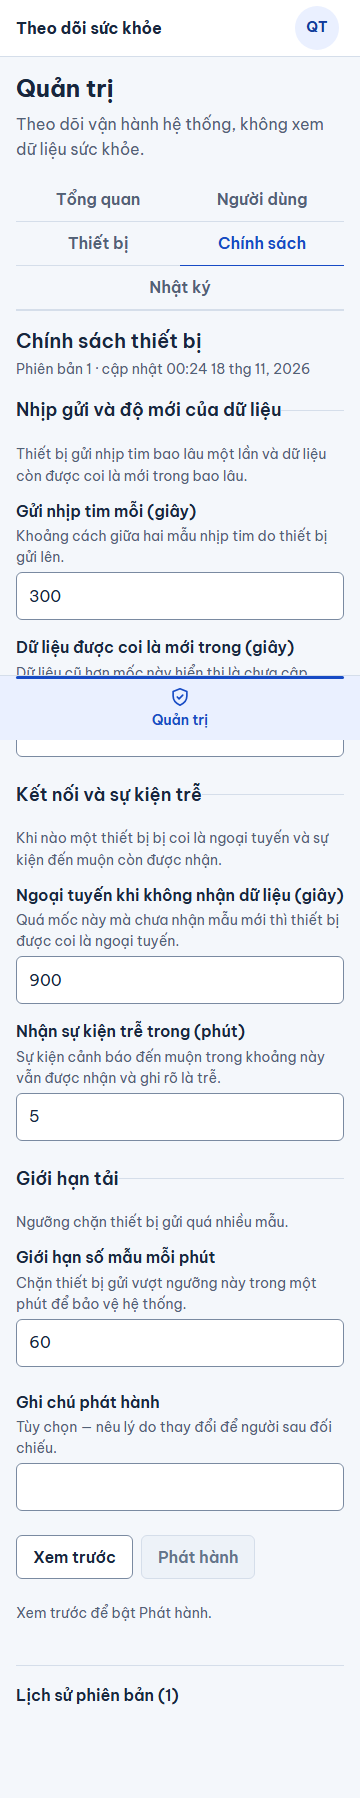 Theo dõi sức khỏe
QT
Quản trị
Theo dõi vận hành hệ thống, không xem
dữ liệu sức khỏe.
Tổng quan
Người dùng
Thiết bị
Chính sách
Nhật ký
Chính sách thiết bị
Phiên bản 1 · cập nhật 00:24 18 thg 11, 2026
Nhịp gửi và độ mới của dữ liệu
Thiết bị gửi nhịp tim bao lâu một lần và dữ liệu
còn được coi là mới trong bao lâu.
Gửi nhịp tim mỗi (giây)
Khoảng cách giữa hai mẫu nhịp tim do thiết bị
gửi lên.
300
Dữ liệu được coi là mới trong (giây)
Dữ liệu cũ hơn mốc này hiển thị là chưa cập
Quản trị
Kết nối và sự kiện trễ
Khi nào một thiết bị bị coi là ngoại tuyến và sự
kiện đến muộn còn được nhận.
Ngoại tuyến khi không nhận dữ liệu (giây)
Quá mốc này mà chưa nhận mẫu mới thì thiết bị
được coi là ngoại tuyến.
900
Nhận sự kiện trễ trong (phút)
Sự kiện cảnh báo đến muộn trong khoảng này
vẫn được nhận và ghi rõ là trễ.
5
Giới hạn tải
Ngưỡng chặn thiết bị gửi quá nhiều mẫu.
Giới hạn số mẫu mỗi phút
Chặn thiết bị gửi vượt ngưỡng này trong một
phút để bảo vệ hệ thống.
60
Ghi chú phát hành
Tùy chọn — nêu lý do thay đổi để người sau đối
chiếu.
Xem trước
Phát hành
Xem trước để bật Phát hành.
Lịch sử phiên bản (1)